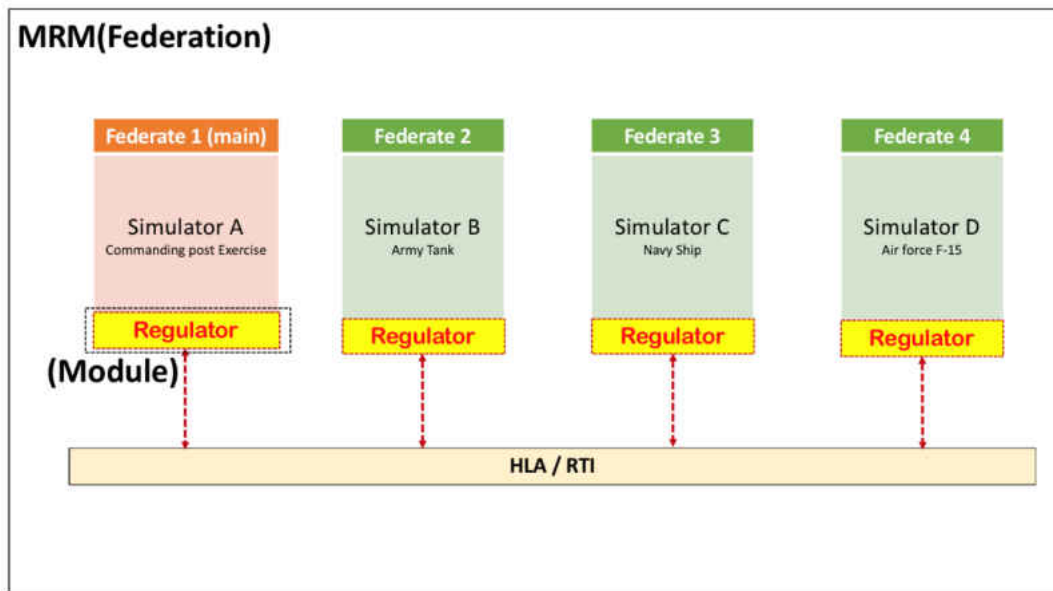 MRM(Federation)
Federate 1 (main)
Federate 2
Federate 3
Federate 4
Simulator A
Commanding post Exercise
Simulator B
Army Tank
Simulator C
Navy Ship
Simulator D
Air force F-15
Regulator
Regulator
Regulator
Regulator
(Module)
HLA / RTI